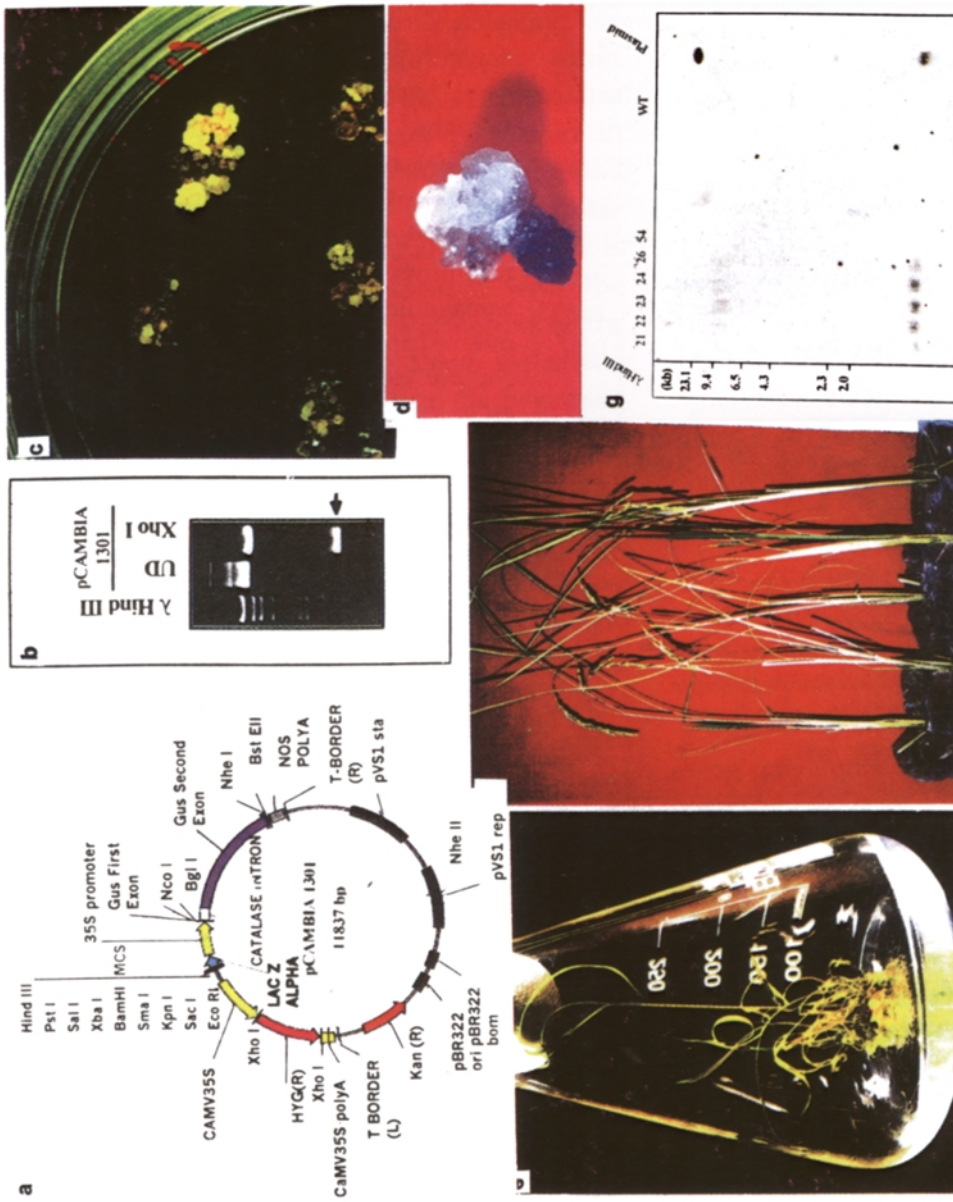 a
Hind III
Pst I
Sal I
Xba I
BamHI
Sma I
Kpn I
Sac I
Eco RI
MCS
35S promoter
Gus First
Exon
Nco I
Bgl I
Gus Second
Exon
Nhe I
Bst EII
NOS
POLYA
T-BORDER
(R)
pVS1 sta
Nhe II
pVS1 rep
pBR322
ori pBR322
bom
Kan (R)
T BORDER
(L)
CaMV35S polyA
Xho I
HYG(R)
Xho I
CAMV35S
LAC Z
ALPHA
CATALASE INTRON
pCAMBIA 1301
11837 bp
b
λ Hind III
UD
Xho I
pCAMBIA
1301
c
d
e
250
200
150
100
g
λ Hind III
21 22 23 24 26 54
WT
Plasmid
(kb)
23.1
9.4
6.5
4.3
2.3
2.0